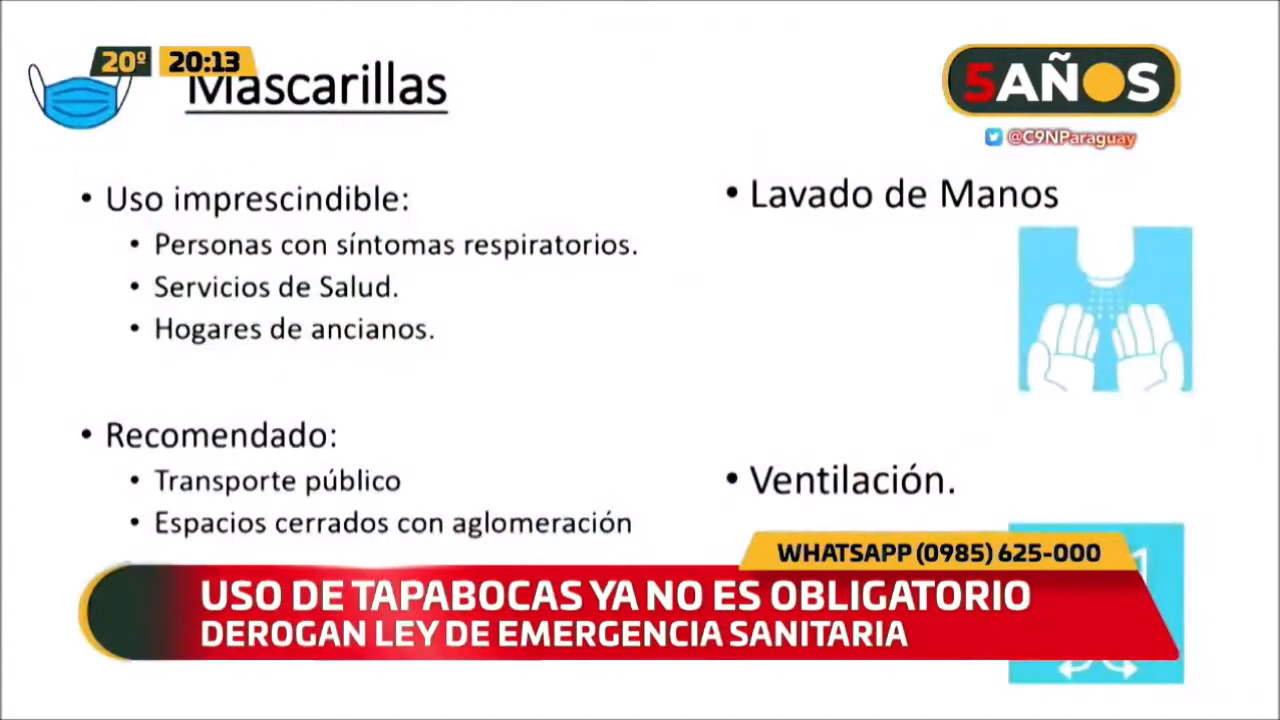 20º 20:13
5AÑOS
@C9NParaguay
Mascarillas
• Uso imprescindible:
• Personas con síntomas respiratorios.
• Servicios de Salud.
• Hogares de ancianos.
• Recomendado:
• Transporte público
• Espacios cerrados con aglomeración
• Lavado de Manos
• Ventilación.
WHATSAPP (0985) 625-000
USO DE TAPABOCAS YA NO ES OBLIGATORIO
DEROGAN LEY DE EMERGENCIA SANITARIA